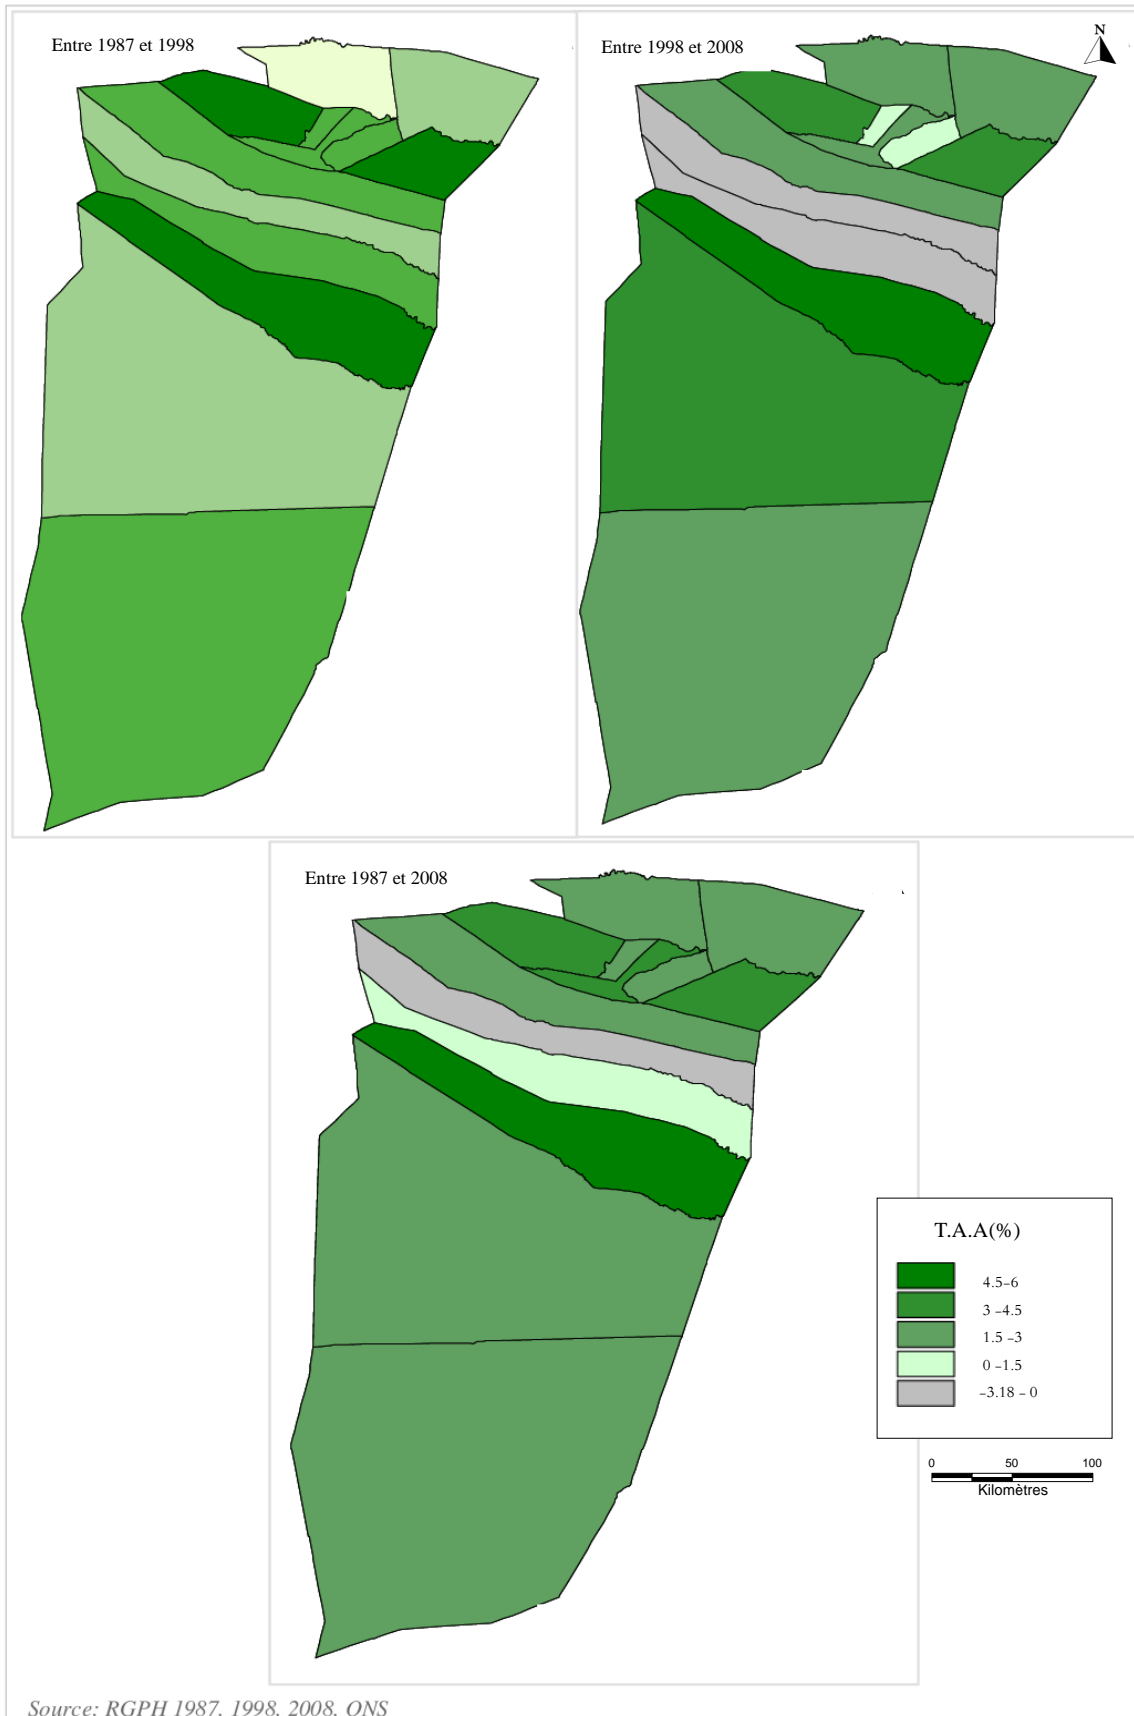 Entre 1987 et 1998
Entre 1998 et 2008
N
Entre 1987 et 2008
T.A.A(%)
4.5-6
3 -4.5
1.5 -3
0 -1.5
-3.18 - 0
0 50 100
Kilomètres
Source: RGPH 1987, 1998, 2008, ONS